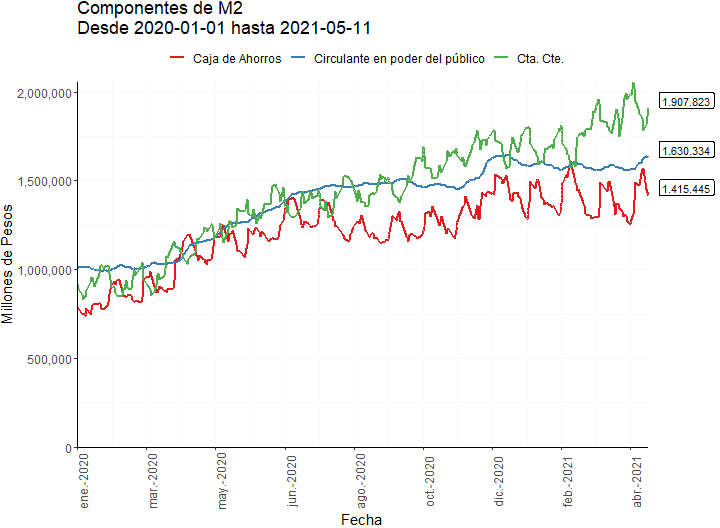 Componentes de M2
Desde 2020-01-01 hasta 2021-05-11
Caja de Ahorros Circulante en poder del público Cta. Cte.
Millones de Pesos
2,000,000
1,500,000
1,000,000
500,000
0
1.907.823
1.630.334
1.415.445
ene.-2020
mar.-2020
may.-2020
jun.-2020
ago.-2020
oct.-2020
dic.-2020
feb.-2021
abr.-2021
Fecha